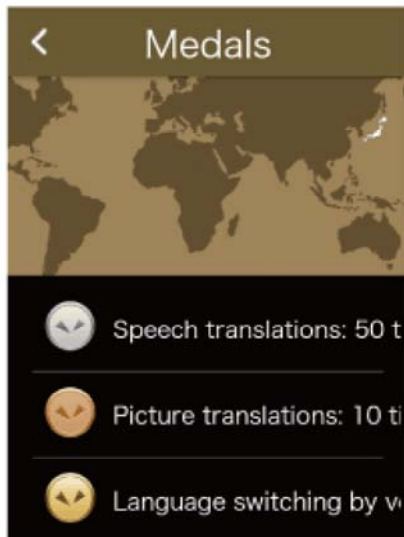 Medals
Speech translations: 50 t
Picture translations: 10 ti
Language switching by v